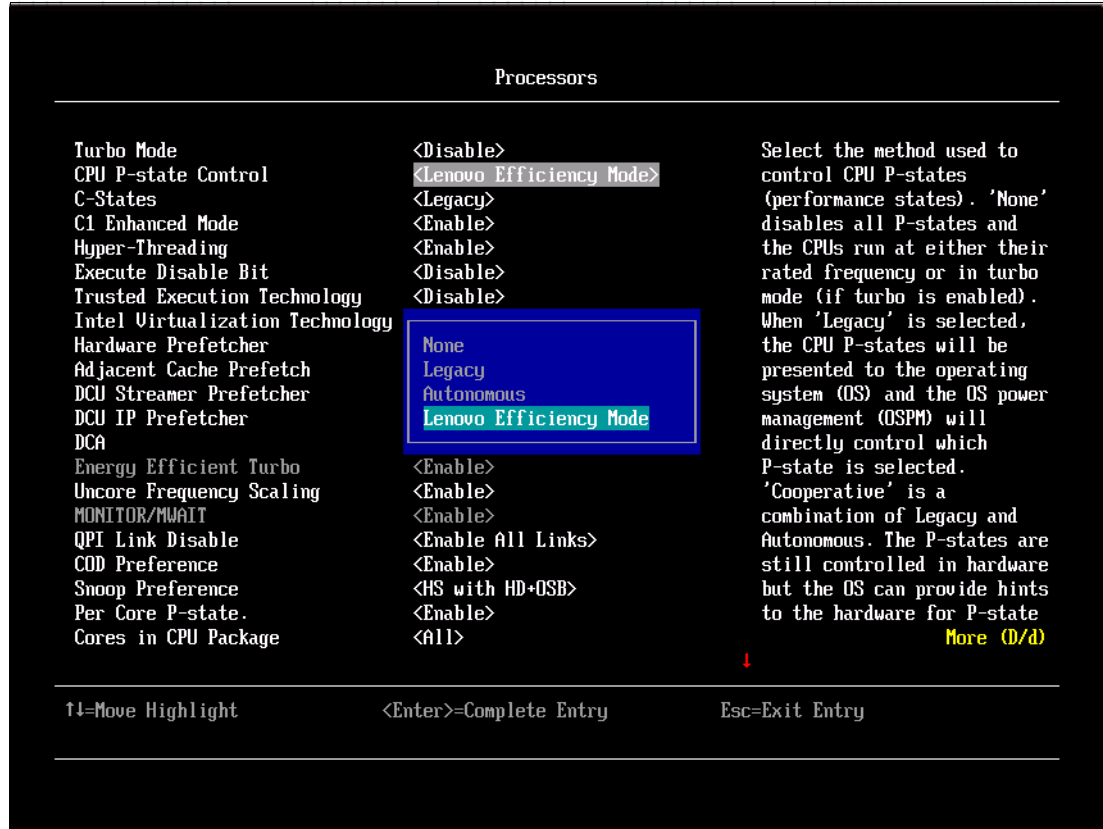 Processors
Turbo Mode <Disable>
CPU P-state Control <Lenovo Efficiency Mode>
C-States <Legacy>
C1 Enhanced Mode <Enable>
Hyper-Threading <Enable>
Execute Disable Bit <Disable>
Trusted Execution Technology <Disable>
Intel Virtualization Technology
Hardware Prefetcher
Adjacent Cache Prefetch
DCU Streamer Prefetcher
DCU IP Prefetcher
DCA
Energy Efficient Turbo <Enable>
Uncore Frequency Scaling <Enable>
MONITOR/MWAIT <Enable>
QPI Link Disable <Enable All Links>
COD Preference <Enable>
Snoop Preference <HS with HD+OSB>
Per Core P-state. <Enable>
Cores in CPU Package <All>
None
Legacy
Autonomous
Lenovo Efficiency Mode
Select the method used to
control CPU P-states
(performance states). 'None'
disables all P-states and
the CPUs run at either their
rated frequency or in turbo
mode (if turbo is enabled).
When 'Legacy' is selected,
the CPU P-states will be
presented to the operating
system (OS) and the OS power
management (OSPM) will
directly control which
P-state is selected.
'Cooperative' is a
combination of Legacy and
Autonomous. The P-states are
still controlled in hardware
but the OS can provide hints
to the hardware for P-state
More (D/d)
↓
↑↓=Move Highlight <Enter>=Complete Entry Esc=Exit Entry